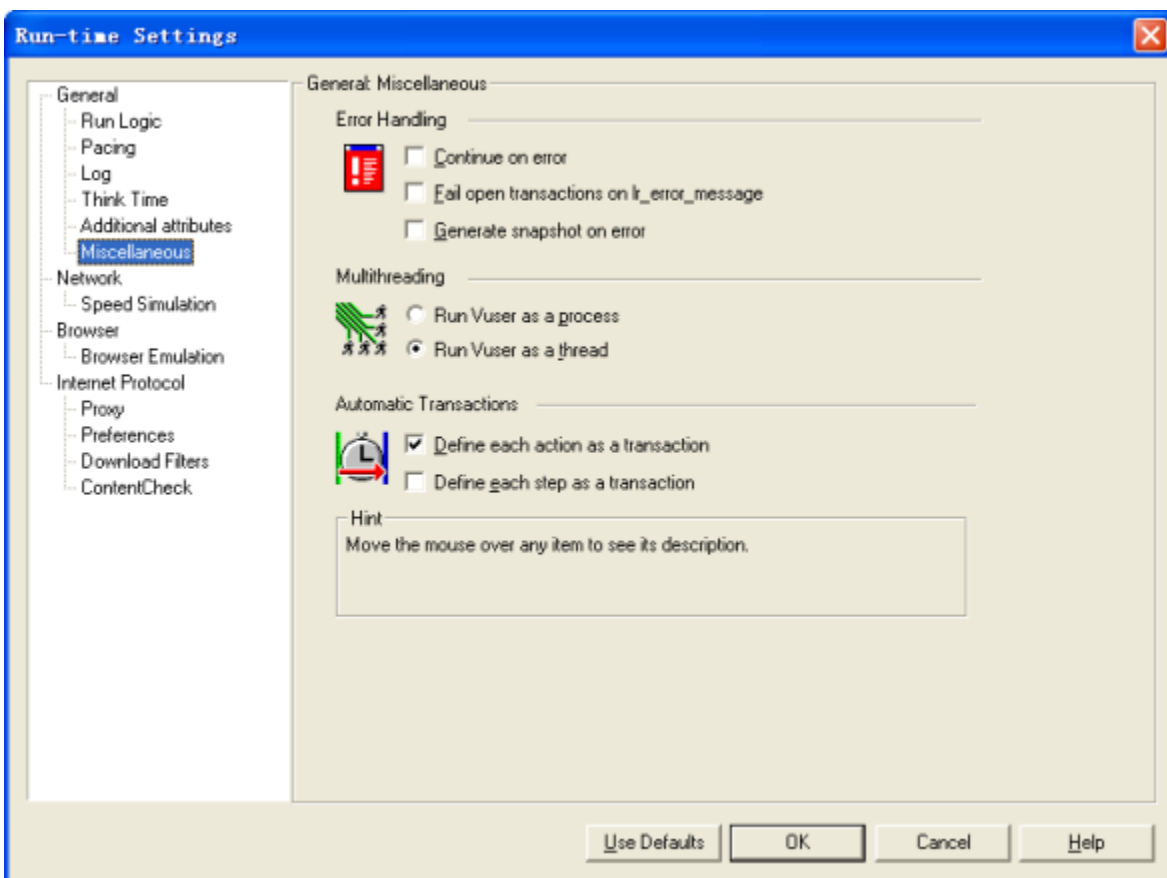 Run-time Settings
General
Run Logic
Pacing
Log
Think Time
Additional attributes
Miscellaneous
Network
Speed Simulation
Browser
Browser Emulation
Internet Protocol
Proxy
Preferences
Download Filters
ContentCheck
General: Miscellaneous
Error Handling
Continue on error
Fail open transactions on lr_error_message
Generate snapshot on error
Multithreading
Run Vuser as a process
Run Vuser as a thread
Automatic Transactions
Define each action as a transaction
Define each step as a transaction
Hint
Move the mouse over any item to see its description.
Use Defaults
OK
Cancel
Help